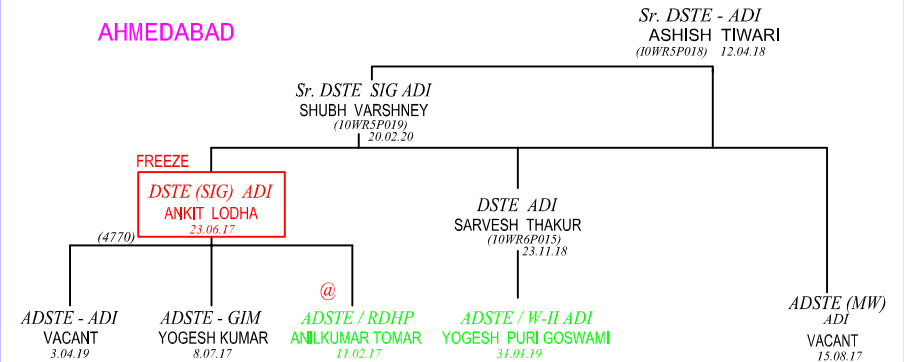 AHMEDABAD
Sr. DSTE - ADI
ASHISH TIWARI
(I0WR5P018) 12.04.18
Sr. DSTE SIG ADI
SHUBH VARSHNEY
(10WR5P019)
20.02.20
FREEZE
DSTE (SIG) ADI
ANKIT LODHA
23.06.17
(4770)
DSTE ADI
SARVESH THAKUR
(10WR6P015)
23.11.18
ADSTE - ADI
VACANT
3.04.19
ADSTE - GIM
YOGESH KUMAR
8.07.17
@
ADSTE / RDHP
ANILKUMAR TOMAR
11.02.17
ADSTE / W-II ADI
YOGESH PURI GOSWAMI
31.01.19
ADSTE (MW)
ADI
VACANT
15.08.17